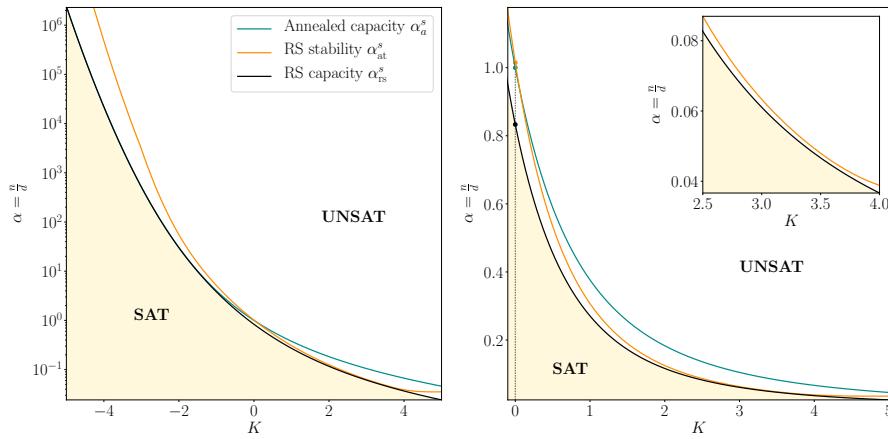 10^6
10^5
10^4
10^3
10^2
10^1
10^0
10^{-1}
α = n/d
−4
−2
0
2
4
K
Annealed capacity α_a^s
RS stability α_at^s
RS capacity α_rs^s
UNSAT
SAT
1.0
0.8
0.6
0.4
0.2
α = n/d
0
1
2
3
4
5
K
UNSAT
SAT
0.08
0.06
0.04
α = n/d
2.5
3.0
3.5
4.0
K